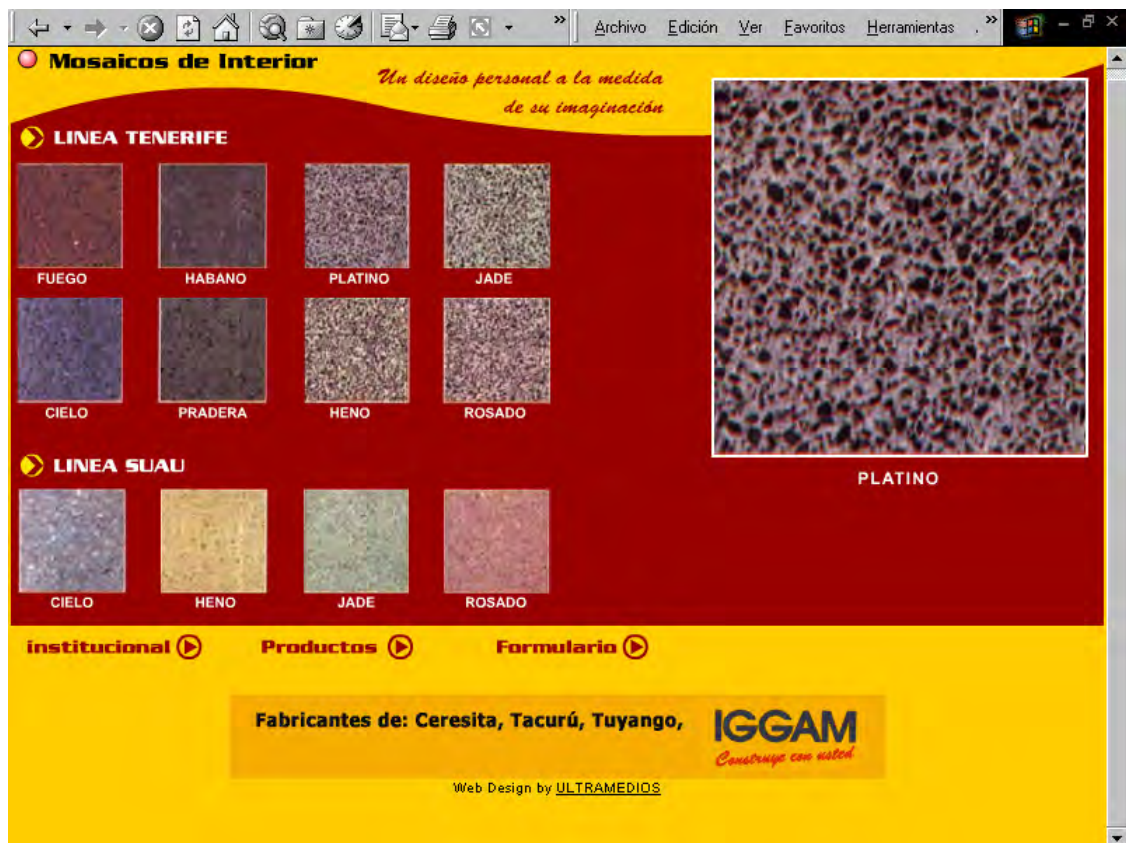 Archivo Edición Ver Favoritos Herramientas
Mosaicos de Interior
Un diseño personal a la medida
de su imaginación
LINEA TENERIFE
FUEGO HABANO PLATINO JADE
CIELO PRADERA HENO ROSADO
PLATINO
LINEA SUAU
CIELO HENO JADE ROSADO
institucional Productos Formulario
Fabricantes de: Ceresita, Tacurú, Tuyango,
IGGAM
Construye con usted
Web Design by ULTRAMEDIOS